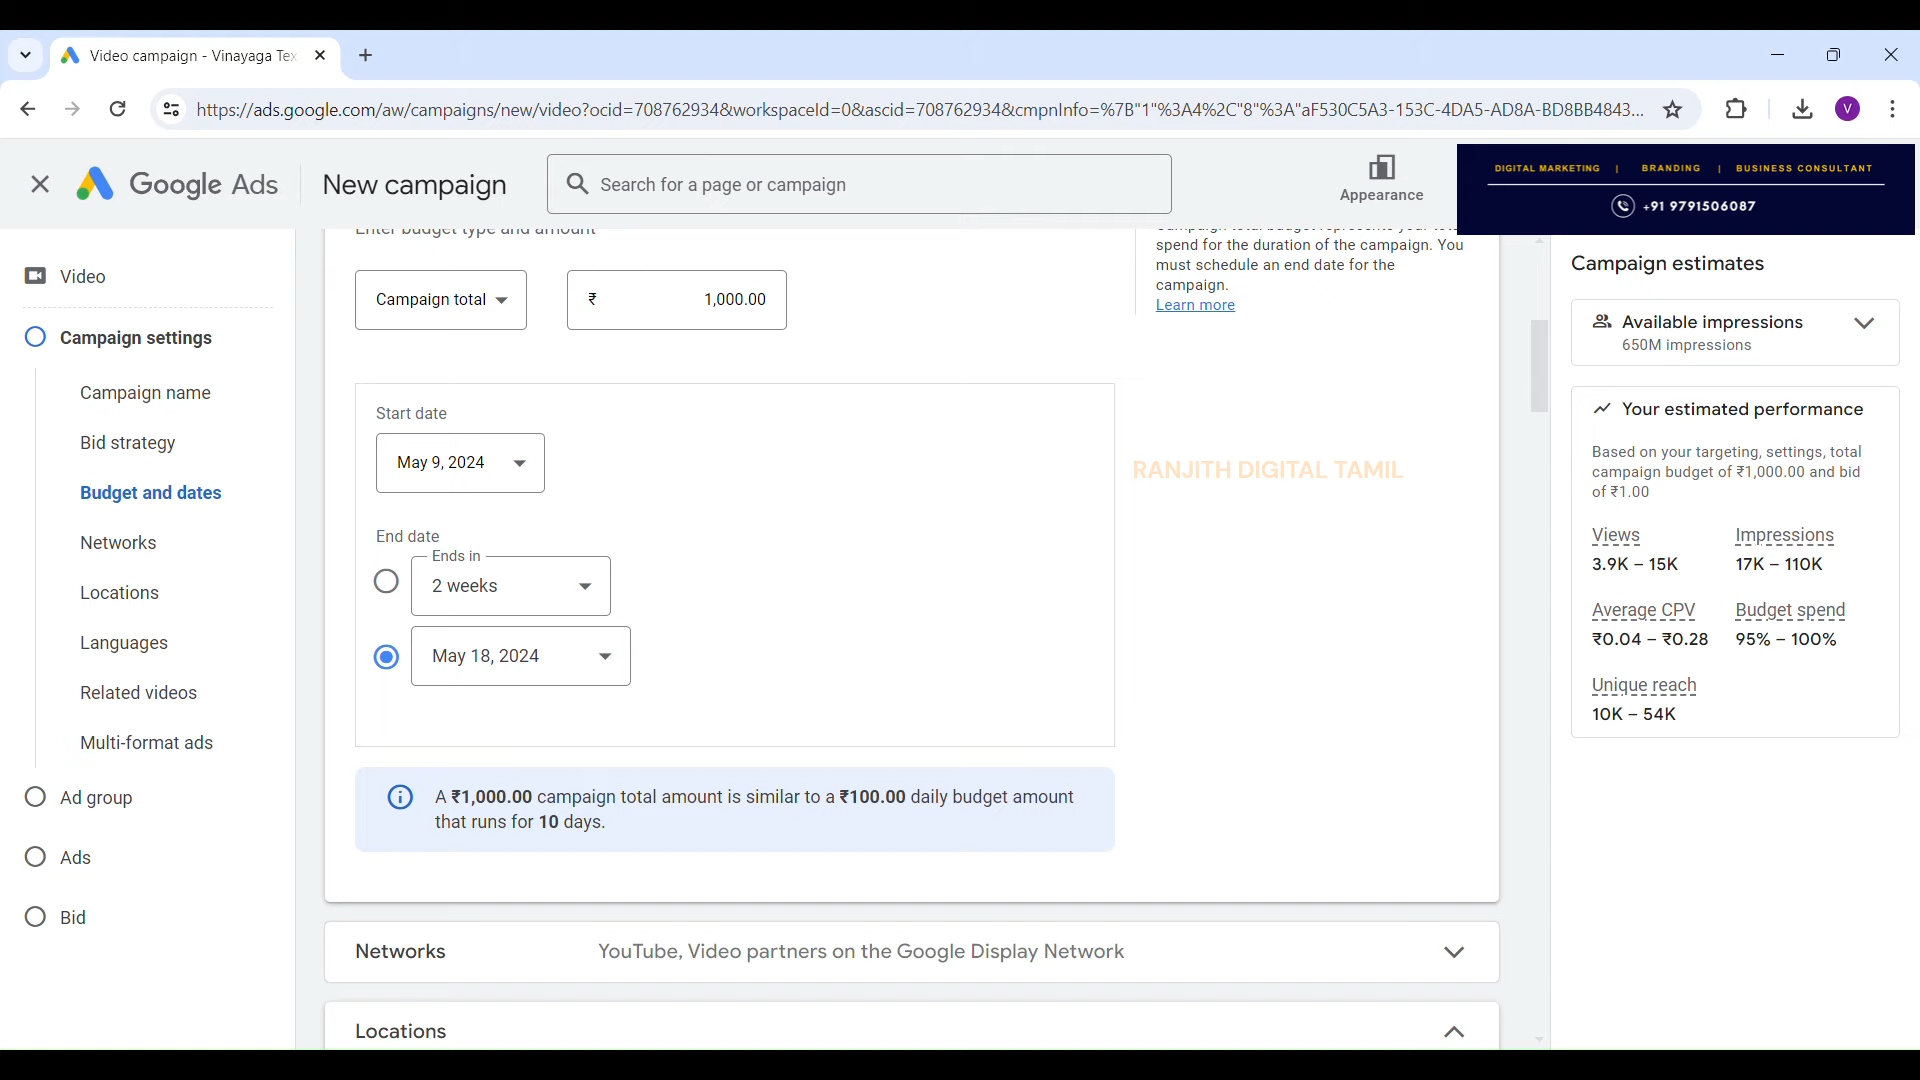 Video campaign - Vinayaga Tex
https://ads.google.com/aw/campaigns/new/video?ocid=708762934&workspaceId=0&ascid=708762934&cmpnInfo=%7B"1"%3A4%2C"8"%3A"aF530C5A3-153C-4DA5-AD8A-BD8BB4843...
V
Google Ads
New campaign
Search for a page or campaign
Appearance
DIGITAL MARKETING | BRANDING | BUSINESS CONSULTANT
+91 9791506087
Video
Campaign settings
Campaign name
Bid strategy
Budget and dates
Networks
Locations
Languages
Related videos
Multi-format ads
Ad group
Ads
Bid
Enter budget type and amount
Campaign total
₹ 1,000.00
Start date
May 9, 2024
End date
Ends in
2 weeks
May 18, 2024
A ₹1,000.00 campaign total amount is similar to a ₹100.00 daily budget amount
that runs for 10 days.
spend for the duration of the campaign. You
must schedule an end date for the
campaign.
Learn more
RANJITH DIGITAL TAMIL
Networks
YouTube, Video partners on the Google Display Network
Locations
Campaign estimates
Available impressions
650M impressions
Your estimated performance
Based on your targeting, settings, total
campaign budget of ₹1,000.00 and bid
of ₹1.00
Views Impressions
3.9K – 15K 17K – 110K
Average CPV Budget spend
₹0.04 – ₹0.28 95% – 100%
Unique reach
10K – 54K